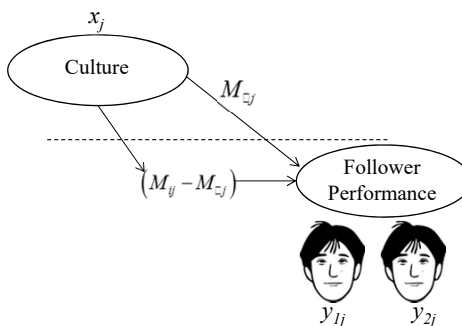 x_j
Culture
M_□j
(M_ij − M_□j)
Follower
Performance
y_1j y_2j